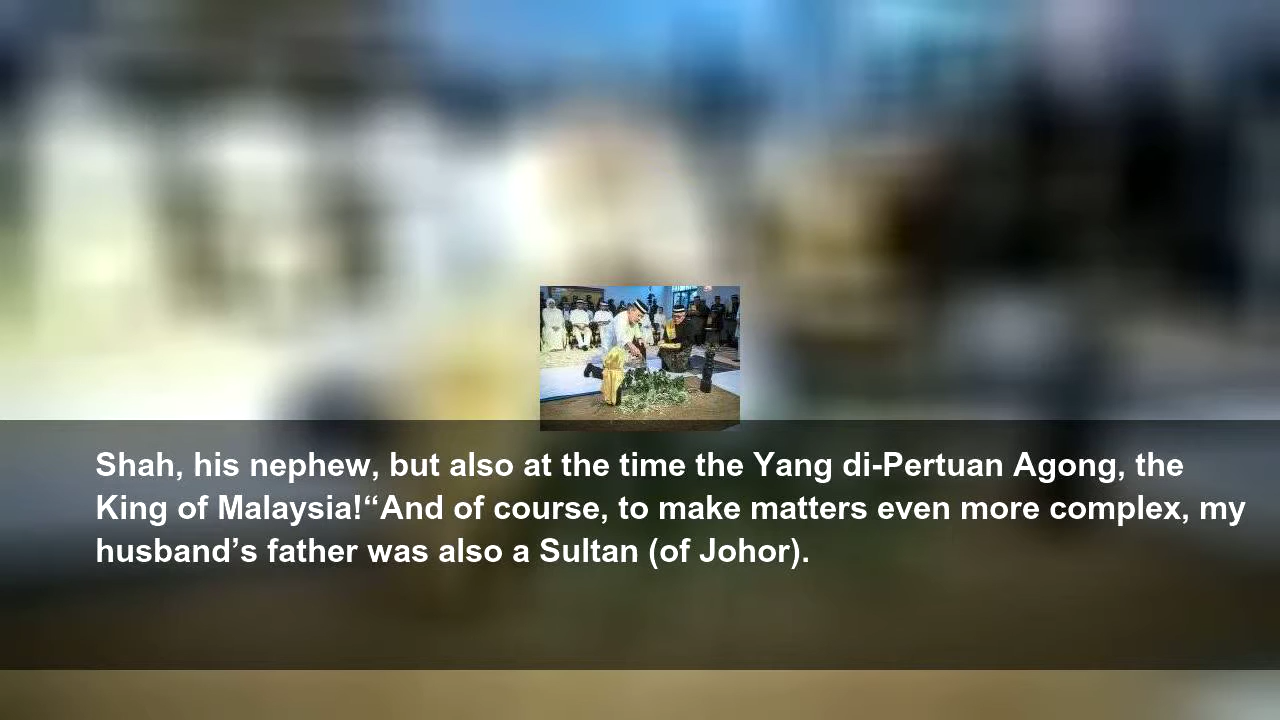 Shah, his nephew, but also at the time the Yang di-Pertuan Agong, the
King of Malaysia!“And of course, to make matters even more complex, my
husband’s father was also a Sultan (of Johor).